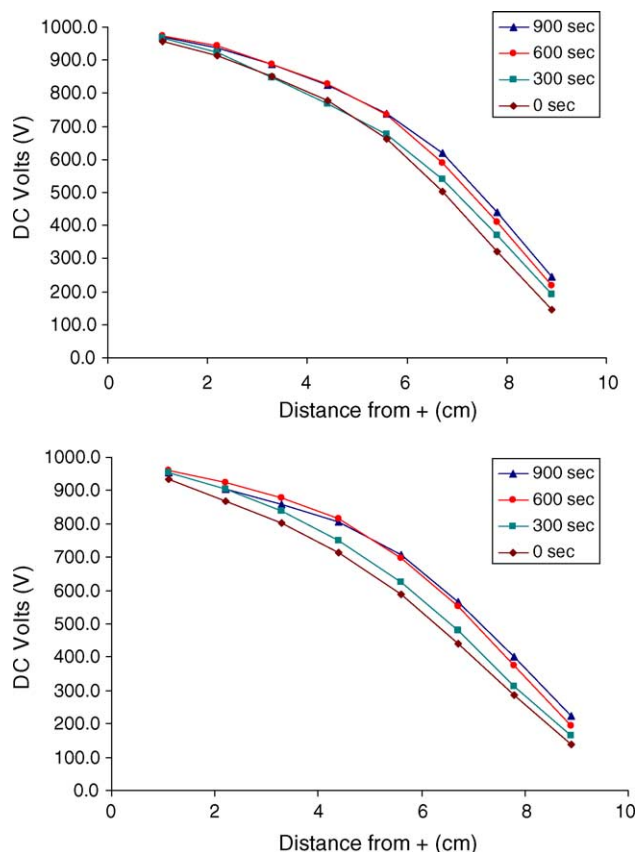 1000.0
900.0
800.0
700.0
600.0
500.0
400.0
300.0
200.0
100.0
0.0
DC Volts (V)
0 2 4 6 8 10
Distance from + (cm)
900 sec
600 sec
300 sec
0 sec
1000.0
900.0
800.0
700.0
600.0
500.0
400.0
300.0
200.0
100.0
0.0
DC Volts (V)
0 2 4 6 8 10
Distance from + (cm)
900 sec
600 sec
300 sec
0 sec